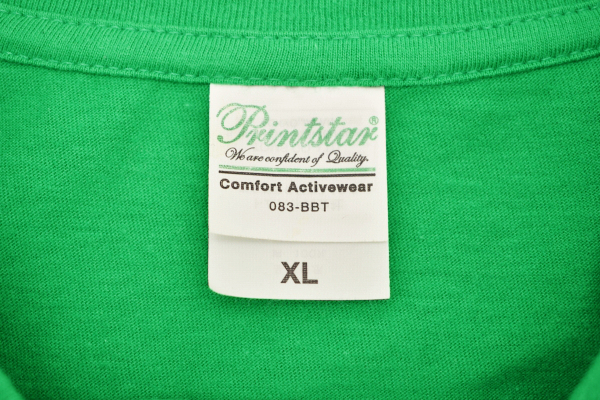 Printstar®
We are confident of Quality.
Comfort Activewear
083-BBT
XL